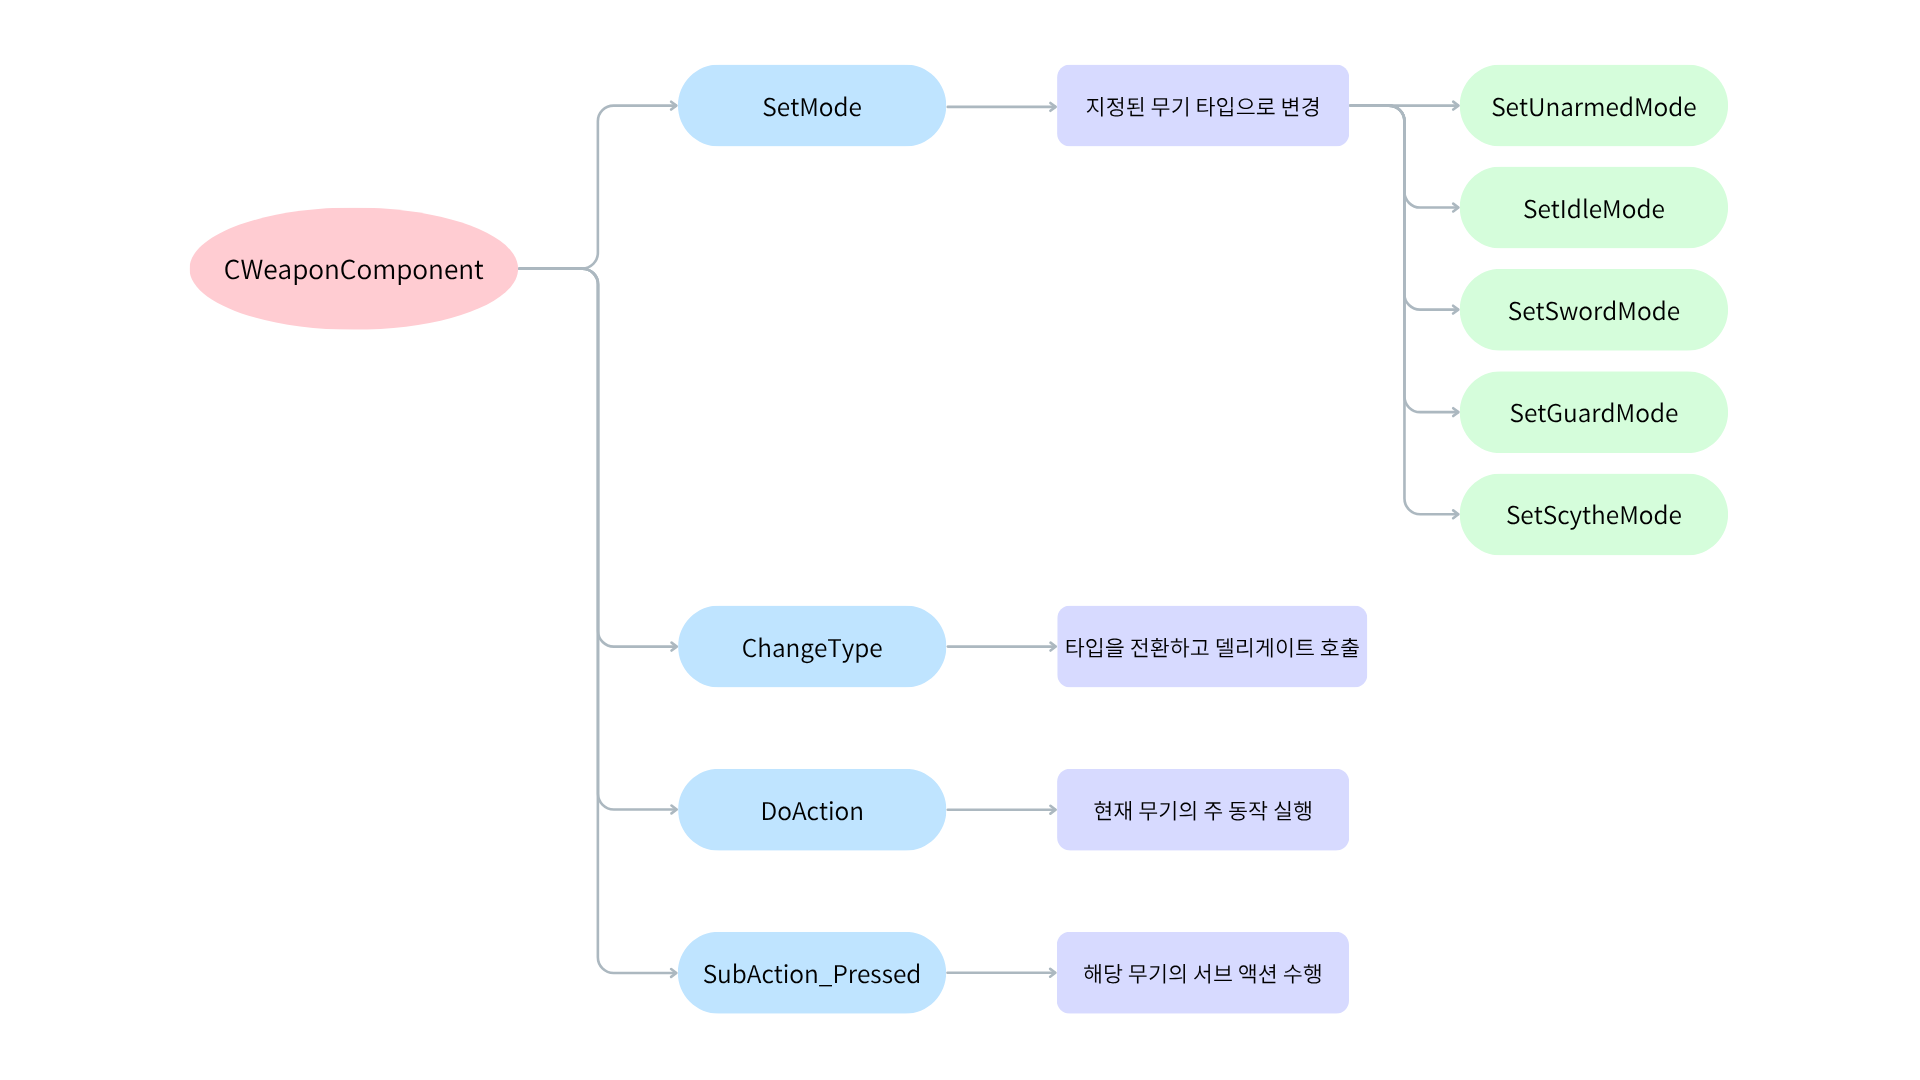 CWeaponComponent
SetMode
지정된 무기 타입으로 변경
SetUnarmedMode
SetIdleMode
SetSwordMode
SetGuardMode
SetScytheMode
ChangeType
타입을 전환하고 델리게이트 호출
DoAction
현재 무기의 주 동작 실행
SubAction_Pressed
해당 무기의 서브 액션 수행